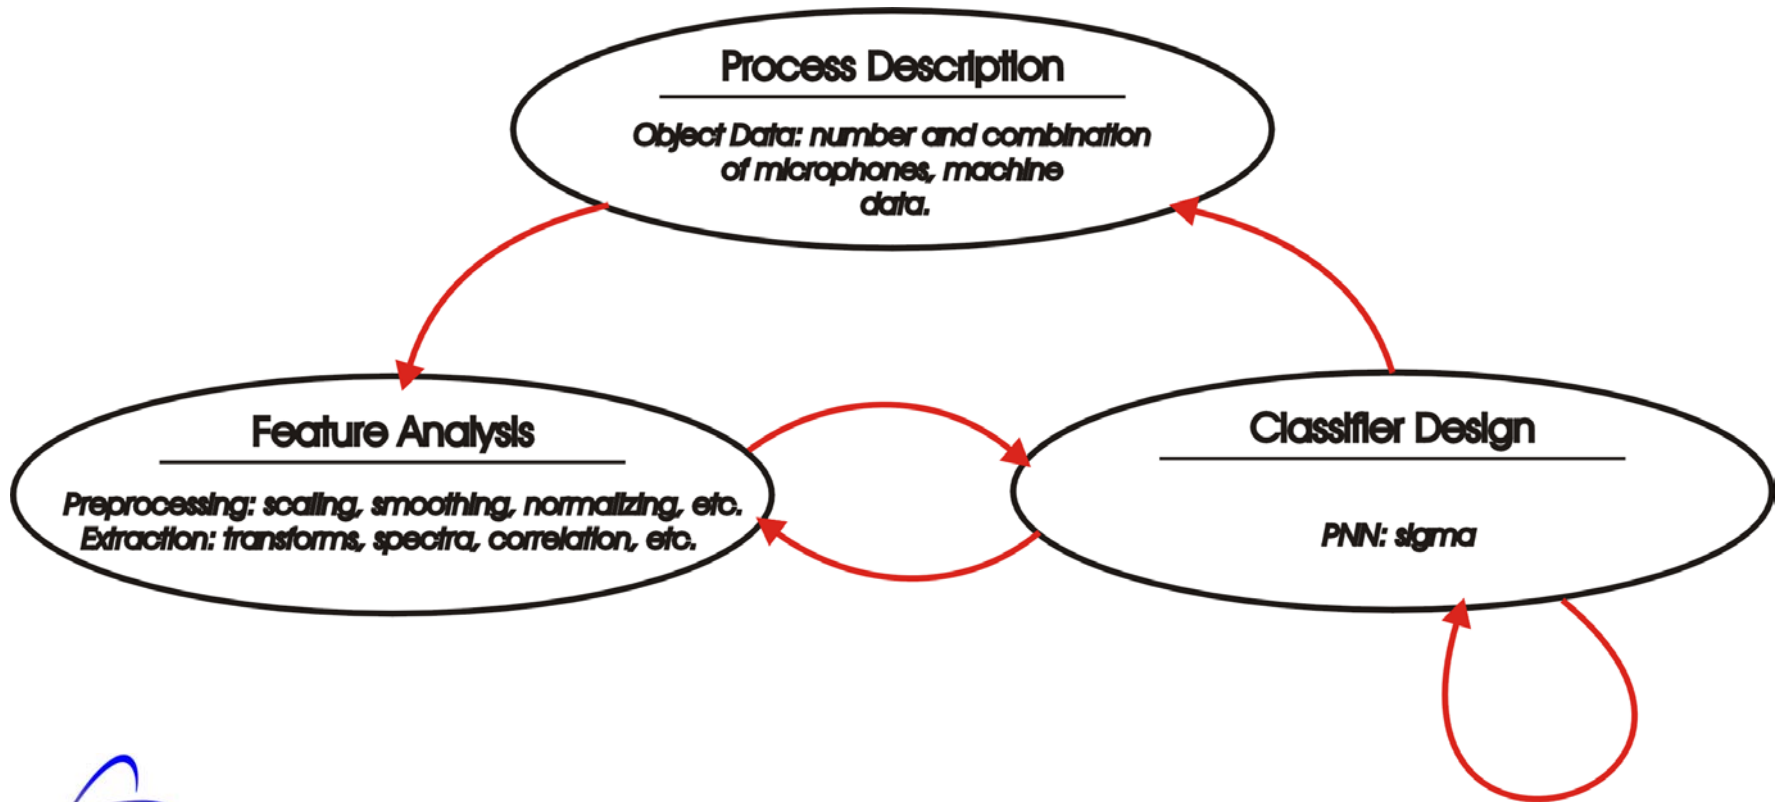 Process Description
Object Data: number and combination
of microphones, machine
data.
Feature Analysis
Preprocessing: scaling, smoothing, normalizing, etc.
Extraction: transforms, spectra, correlation, etc.
Classifier Design
PNN: sigma